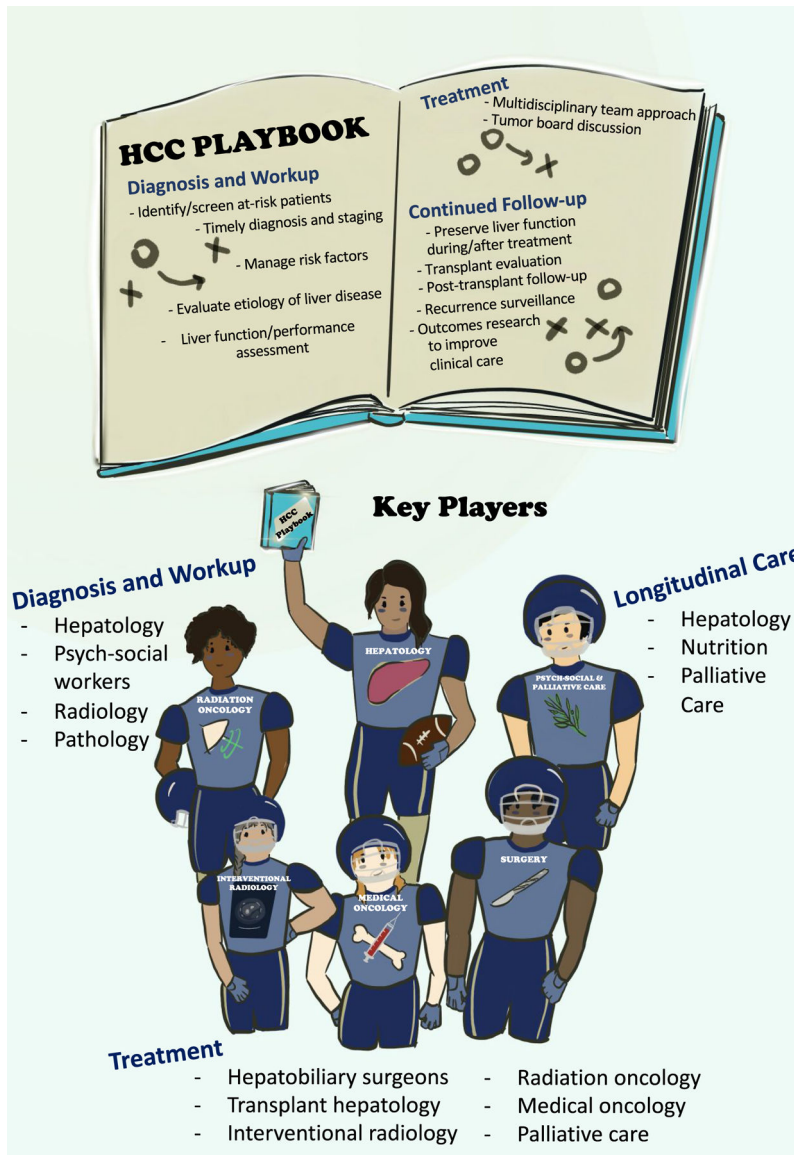 HCC PLAYBOOK
Diagnosis and Workup
- Identify/screen at-risk patients
- Timely diagnosis and staging
- Manage risk factors
- Evaluate etiology of liver disease
- Liver function/performance
assessment
Treatment
- Multidisciplinary team approach
- Tumor board discussion
Continued Follow-up
- Preserve liver function
during/after treatment
- Transplant evaluation
- Post-transplant follow-up
- Recurrence surveillance
- Outcomes research
to improve
clinical care
Key Players
HCC
Playbook
Diagnosis and Workup
- Hepatology
- Psych-social
workers
- Radiology
- Pathology
Longitudinal Care
- Hepatology
- Nutrition
- Palliative
Care
HEPATOLOGY
RADIATION
ONCOLOGY
PSYCH-SOCIAL &
PALLIATIVE CARE
INTERVENTIONAL
RADIOLOGY
MEDICAL
ONCOLOGY
SURGERY
Treatment
- Hepatobiliary surgeons
- Transplant hepatology
- Interventional radiology
- Radiation oncology
- Medical oncology
- Palliative care